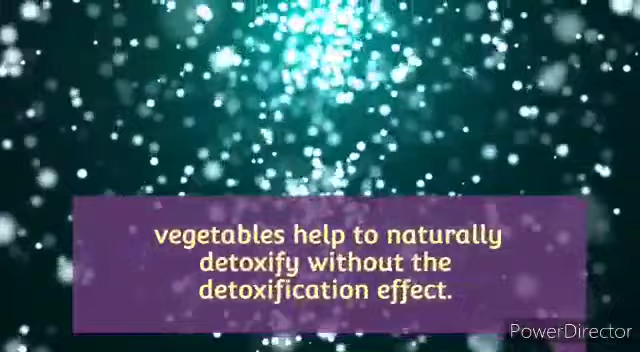 vegetables help to naturally
detoxify without the
detoxification effect.
PowerDirector